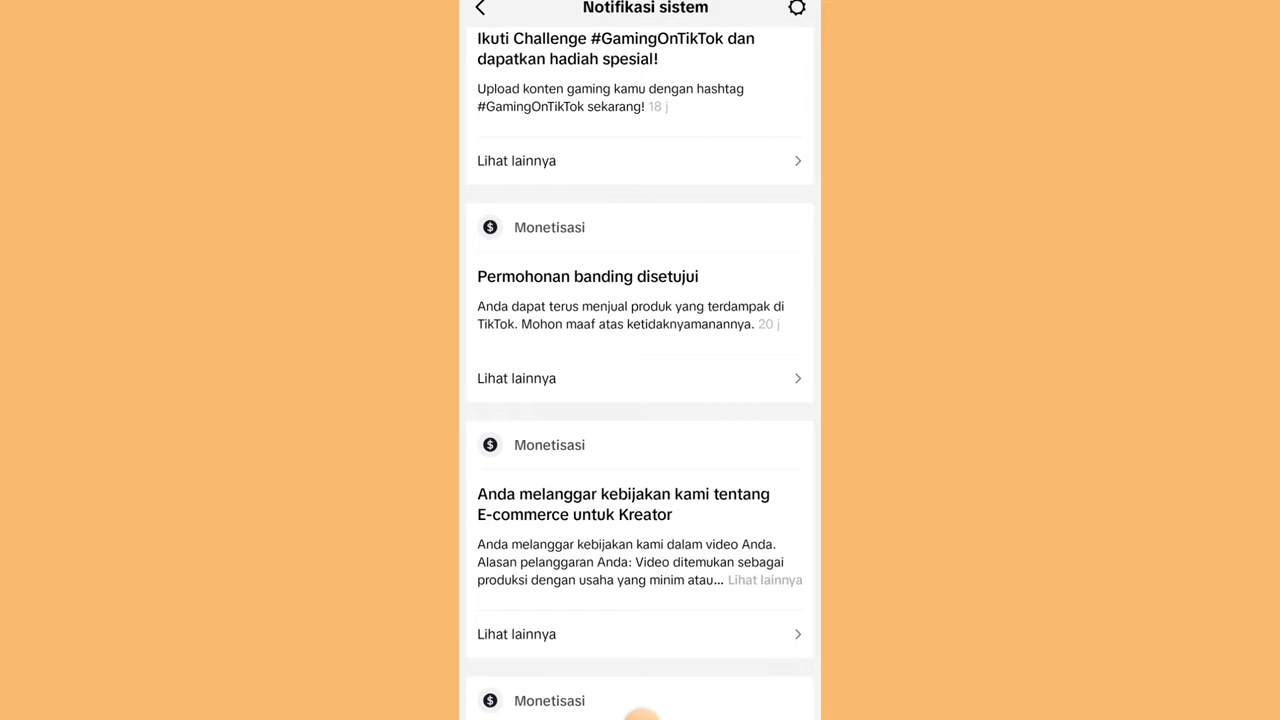 Notifikasi sistem
Ikuti Challenge #GamingOnTikTok dan
dapatkan hadiah spesial!
Upload konten gaming kamu dengan hashtag
#GamingOnTikTok sekarang! 18 j
Lihat lainnya
Monetisasi
Permohonan banding disetujui
Anda dapat terus menjual produk yang terdampak di
TikTok. Mohon maaf atas ketidaknyamanannya. 20 j
Lihat lainnya
Monetisasi
Anda melanggar kebijakan kami tentang
E-commerce untuk Kreator
Anda melanggar kebijakan kami dalam video Anda.
Alasan pelanggaran Anda: Video ditemukan sebagai
produksi dengan usaha yang minim atau... Lihat lainnya
Lihat lainnya
Monetisasi